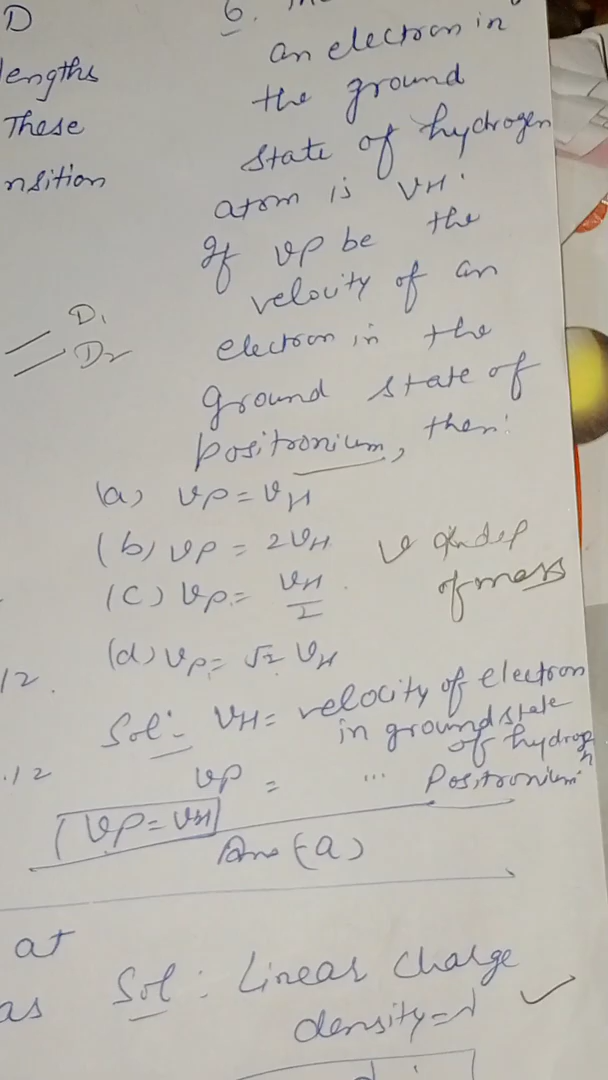 D
lengths
These
nsition
D1
D2
12.
.12
at
as
6.
an electron in
the ground
state of hydrogen
atom is VH.
If VP be the
velocity of an
electron in the
ground state of
positronium, then:
(a) VP = VH
(b) VP = 2VH
(c) VP = VH/2
(d) VP = √2 VH
V indep
of mass
Sol:- VH = velocity of electron
in ground state
of hydrogen
VP = ... Positronium
VP = VH
Ans (a)
Sol: Linear charge
density = λ